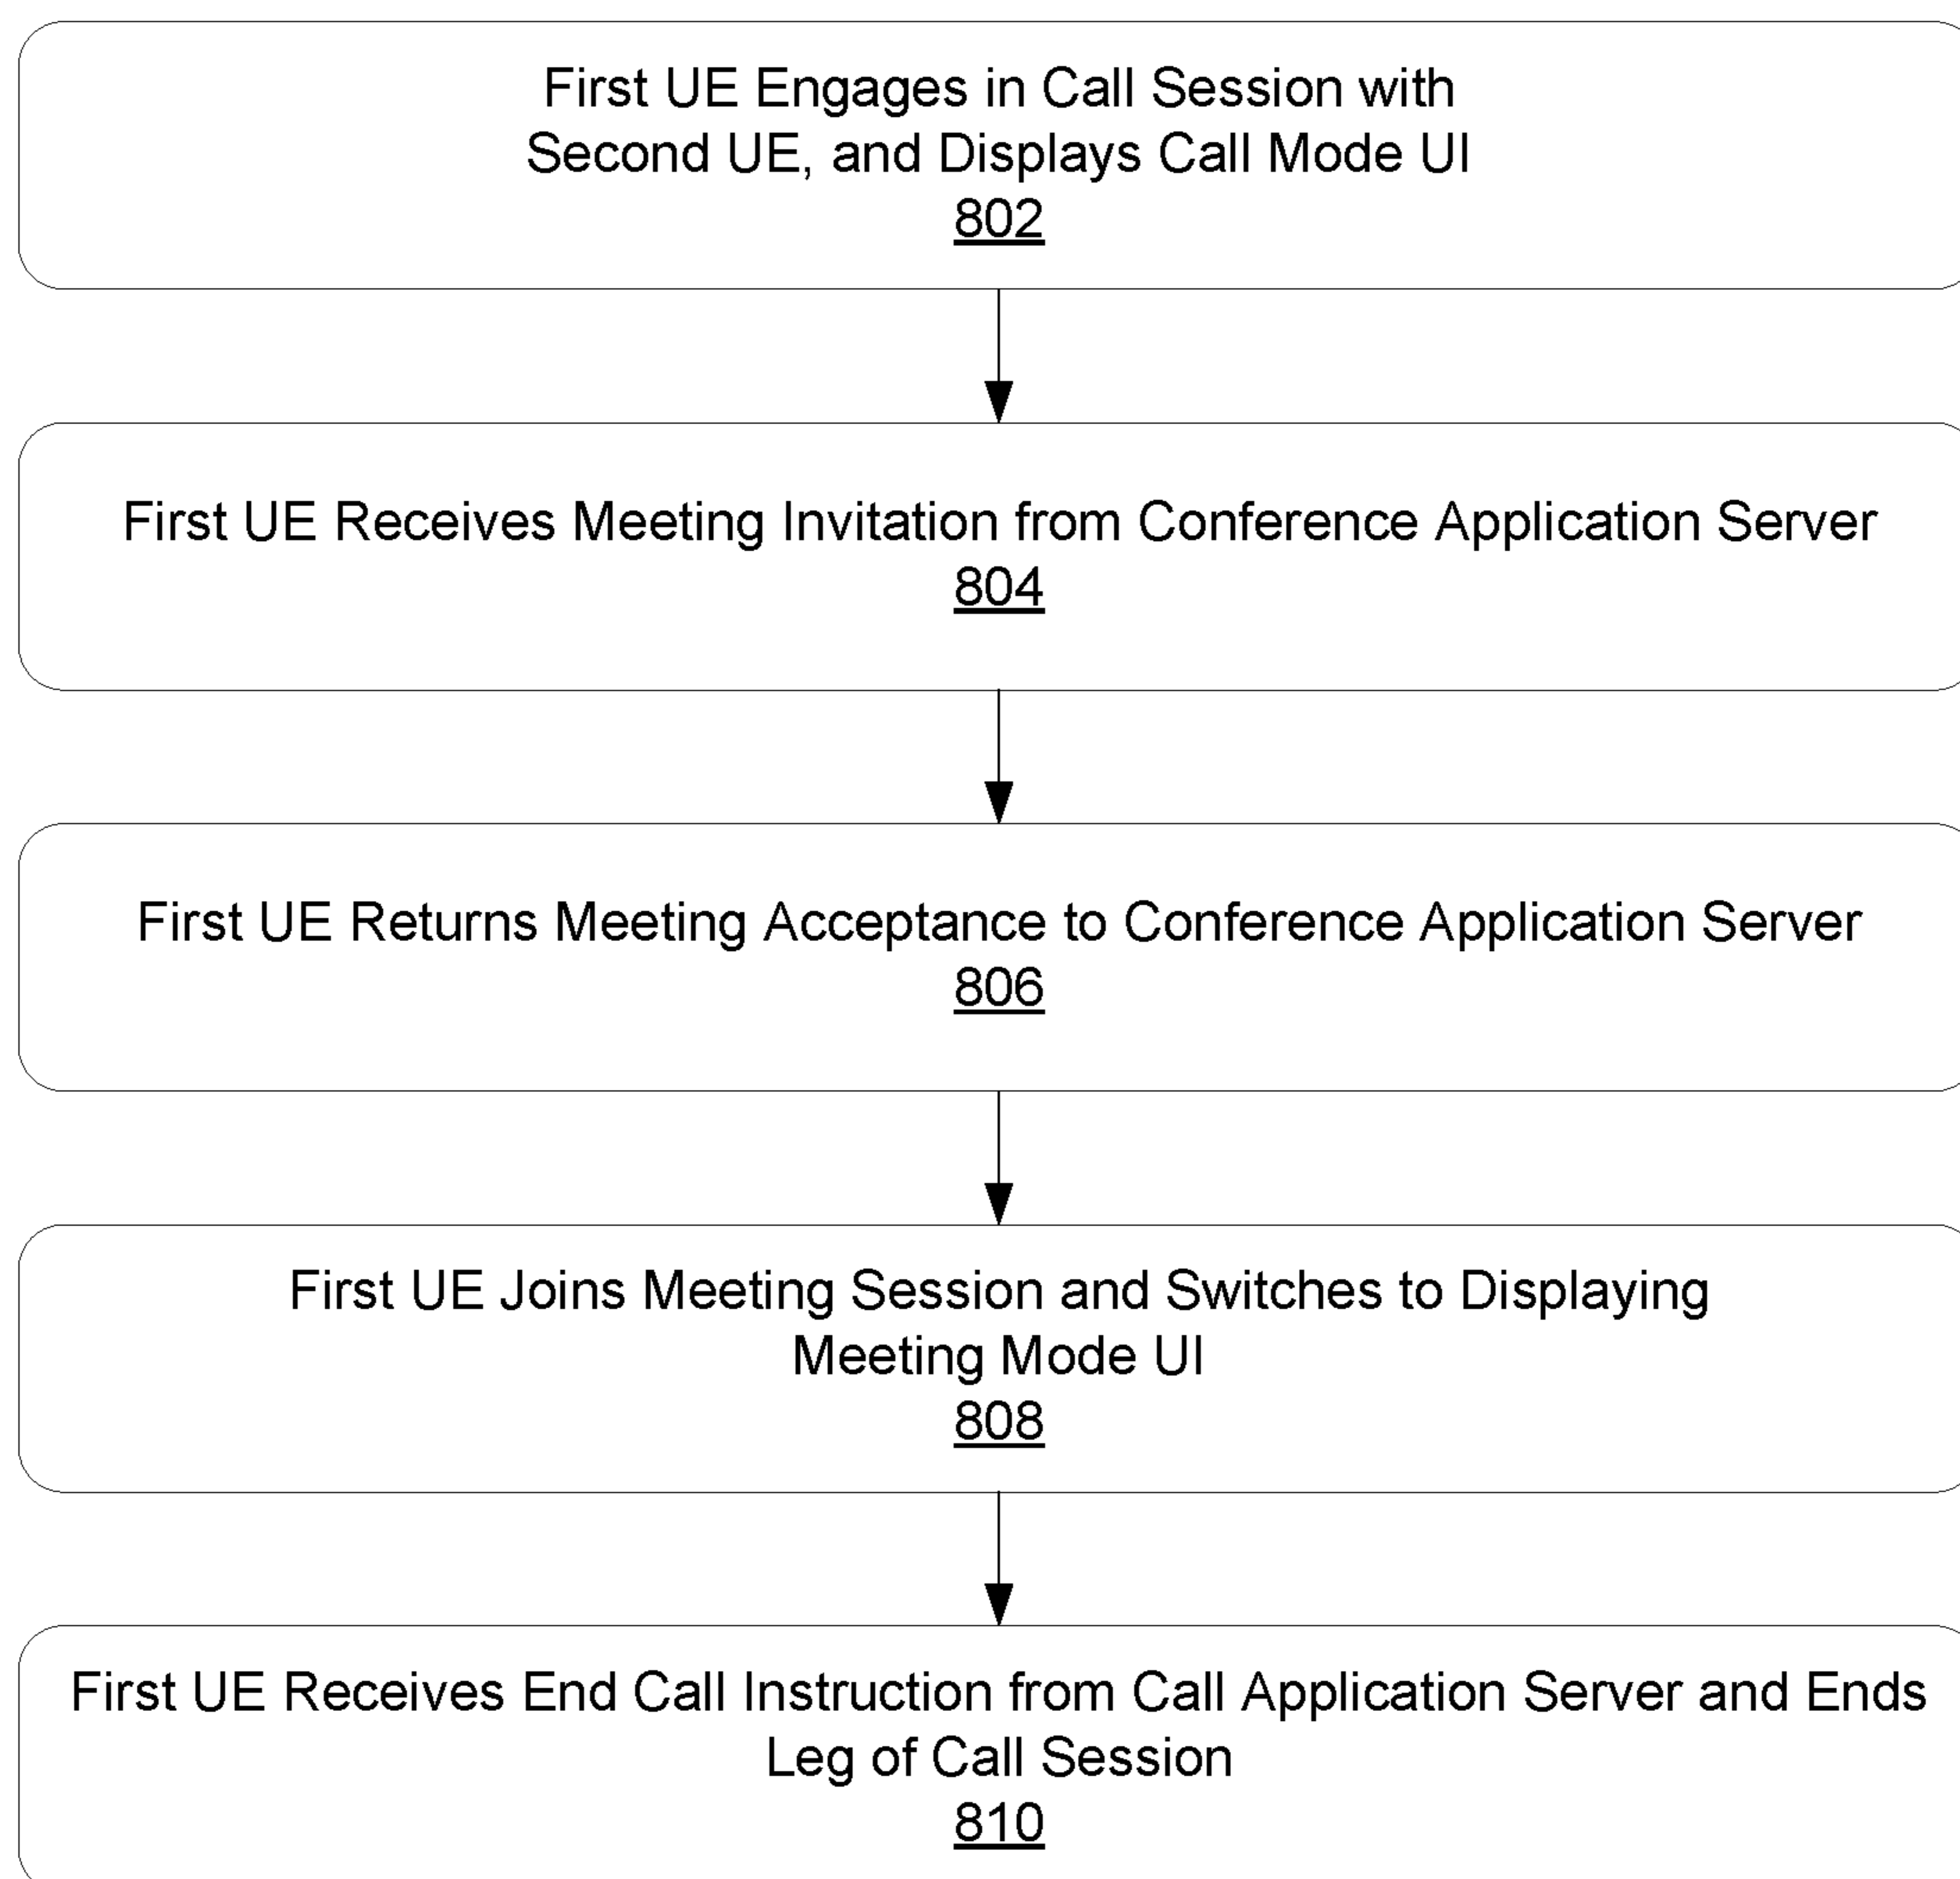 First UE Engages in Call Session with
Second UE, and Displays Call Mode UI
802
First UE Receives Meeting Invitation from Conference Application Server
804
First UE Returns Meeting Acceptance to Conference Application Server
806
First UE Joins Meeting Session and Switches to Displaying
Meeting Mode UI
808
First UE Receives End Call Instruction from Call Application Server and Ends
Leg of Call Session
810